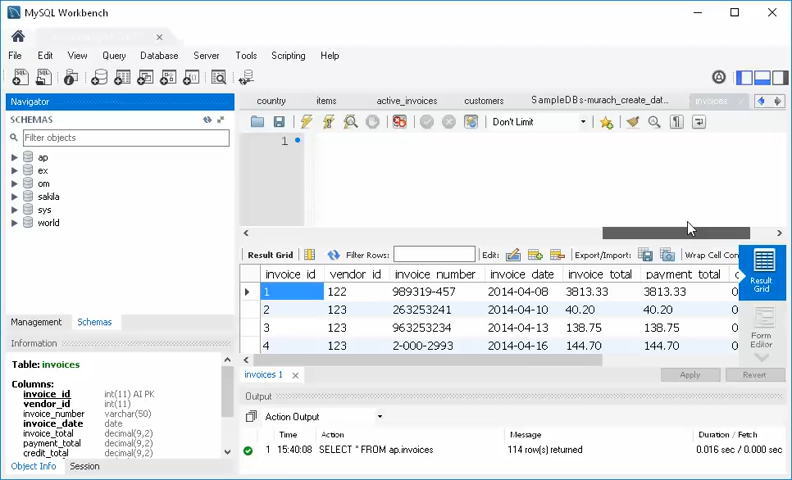 MySQL Workbench
File Edit View Query Database Server Tools Scripting Help
Navigator
SCHEMAS
Filter objects
ap
ex
om
sakila
sys
world
Management Schemas
Information
Table: invoices
Columns:
invoice_id int(11) AI PK
vendor_id int(11)
invoice_number varchar(50)
invoice_date date
invoice_total decimal(9,2)
payment_total decimal(9,2)
credit_total decimal(9,2)
Object Info Session
country items active_invoices customers SampleDBs-murach_create_dat... invoices
Don't Limit
1
Result Grid Filter Rows: Edit: Export/Import: Wrap Cell Con
invoice_id vendor_id invoice_number invoice_date invoice_total payment_total c
1 122 989319-457 2014-04-08 3813.33 3813.33 0
2 123 263253241 2014-04-10 40.20 40.20 0
3 123 963253234 2014-04-13 138.75 138.75 0
4 123 2-000-2993 2014-04-16 144.70 144.70 0
Result
Grid
Form
Editor
invoices 1 Apply Revert
Output
Action Output
Time Action Message Duration / Fetch
1 15:40:08 SELECT * FROM ap.invoices 114 row(s) returned 0.016 sec / 0.000 sec